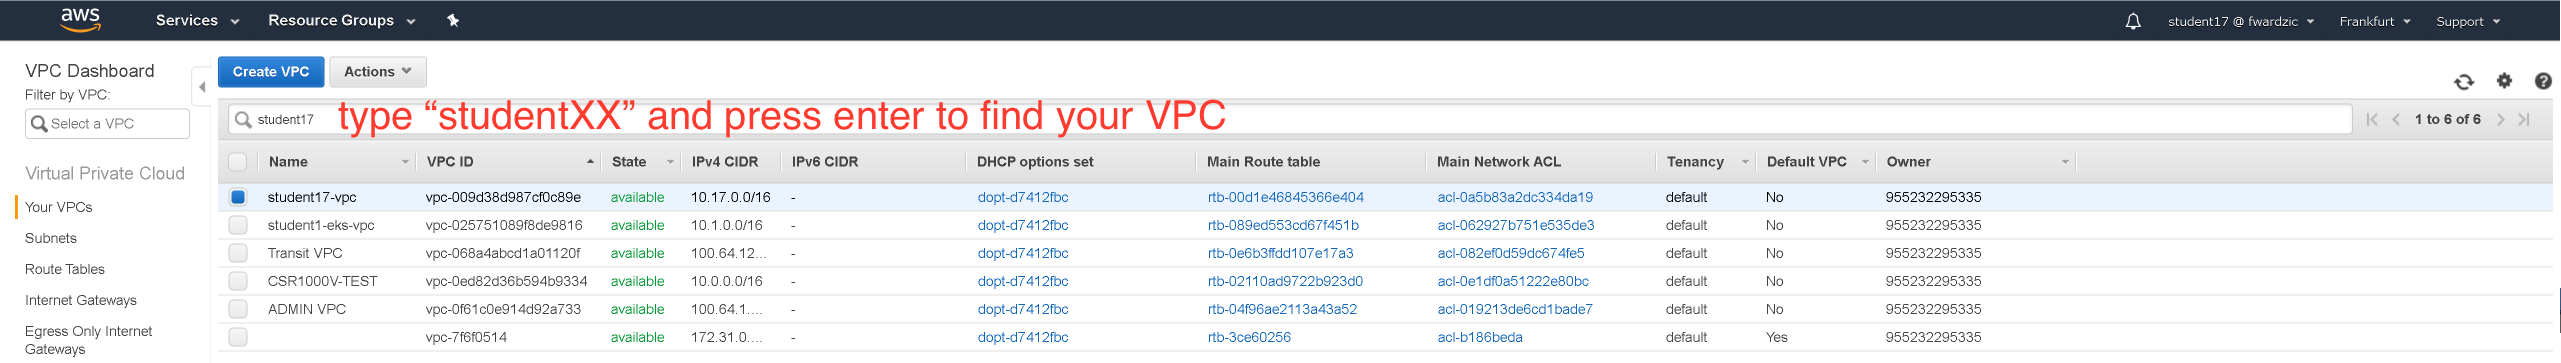 aws Services Resource Groups student17 @ fwardzic Frankfurt Support
VPC Dashboard
Filter by VPC:
Select a VPC
Virtual Private Cloud
Your VPCs
Subnets
Route Tables
Internet Gateways
Egress Only Internet
Gateways
Create VPC Actions
student17 type “studentXX” and press enter to find your VPC 1 to 6 of 6
Name VPC ID State IPv4 CIDR IPv6 CIDR DHCP options set Main Route table Main Network ACL Tenancy Default VPC Owner
student17-vpc vpc-009d38d987cf0c89e available 10.17.0.0/16 - dopt-d7412fbc rtb-00d1e46845366e404 acl-0a5b83a2dc334da19 default No 955232295335
student1-eks-vpc vpc-025751089f8de9816 available 10.1.0.0/16 - dopt-d7412fbc rtb-089ed553cd67f451b acl-062927b751e535de3 default No 955232295335
Transit VPC vpc-068a4abcd1a01120f available 100.64.12... - dopt-d7412fbc rtb-0e6b3ffdd107e17a3 acl-082ef0d59dc674fe5 default No 955232295335
CSR1000V-TEST vpc-0ed82d36b594b9334 available 10.0.0.0/16 - dopt-d7412fbc rtb-02110ad9722b923d0 acl-0e1df0a51222e80bc default No 955232295335
ADMIN VPC vpc-0f61c0e914d92a733 available 100.64.1.... - dopt-d7412fbc rtb-04f96ae2113a43a52 acl-019213de6cd1bade7 default No 955232295335
vpc-7f6f0514 available 172.31.0.... - dopt-d7412fbc rtb-3ce60256 acl-b186beda default Yes 955232295335